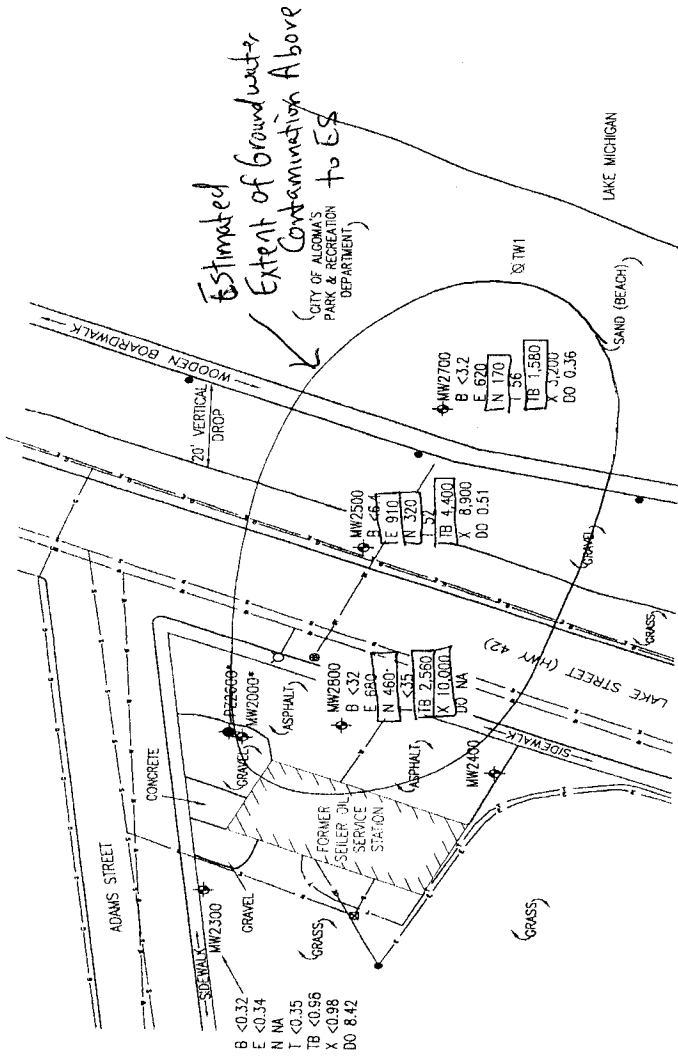 Estimated
Extent of Groundwater
Contamination Above
to ES
(CITY OF ALGOMA'S
PARK & RECREATION
DEPARTMENT)
LAKE MICHIGAN
TW1
(SAND (BEACH))
WOODEN BOARDWALK
20' VERTICAL
DROP
MW2700
B <3.2
E 620
N 170
T 56
TB 1,580
X 3,200
DO 0.36
MW2500
B <6.4
E 910
N 320
T 52
TB 4,400
X 8,900
DO 0.51
(GRAVEL)
(GRASS)
LAKE STREET (HWY 42)
SIDEWALK
PZ2600*
MW2000*
(ASPHALT)
(GRAVEL)
MW2800
B <32
E 680
N 460
T <35
TB 2,560
X 10,000
DO NA
(ASPHALT)
MW2400
CONCRETE
FORMER
SEILER OIL
SERVICE
STATION
ADAMS STREET
SIDEWALK
MW2300
GRAVEL
(GRASS)
(GRASS)
B <0.32
E <0.34
N NA
T <0.35
TB <0.96
X <0.98
DO 8.42